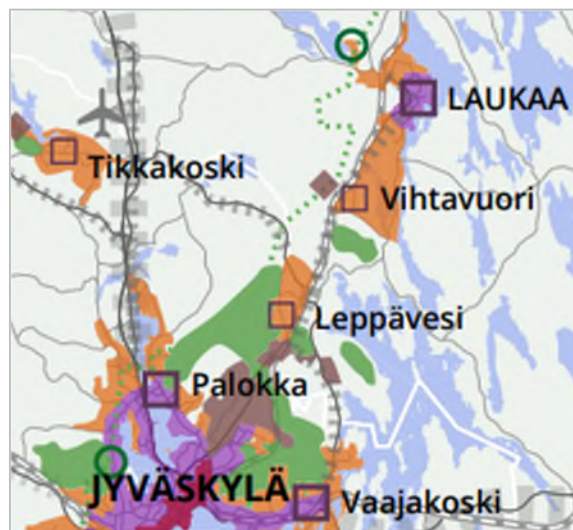 LAUKAA
Tikkakoski
Vihtavuori
Leppävesi
Palokka
JYVÄSKYLÄ
Vaajakoski